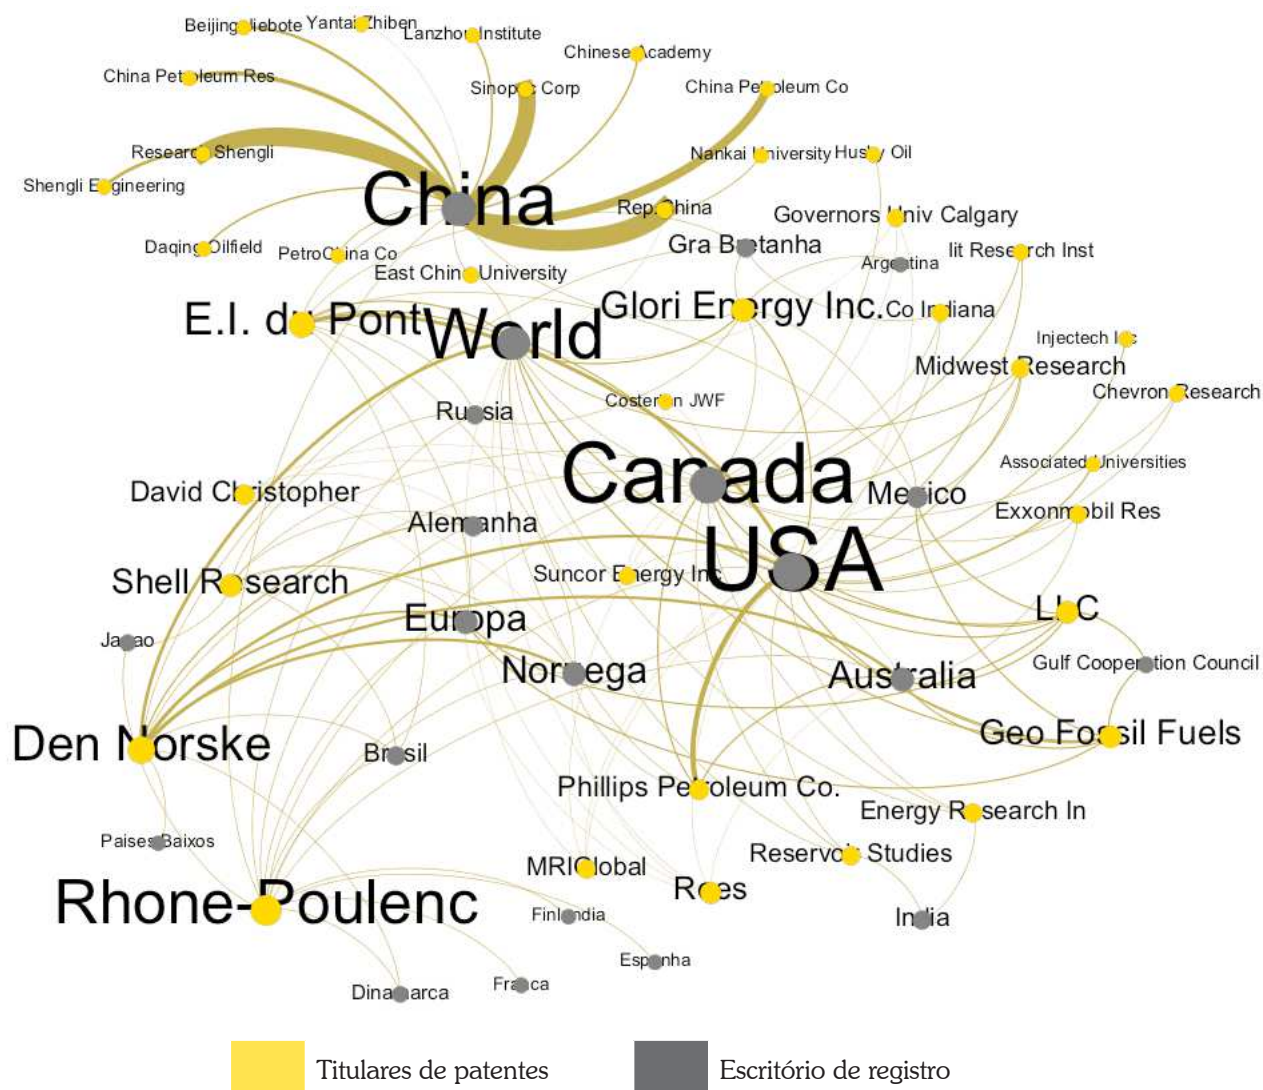 Beijing Jiebote
Yantai Zhiben
Lanzhou Institute
Chinese Academy
China Petroleum Res
Sinopec Corp
China Petroleum Co
Research Shengli
Nankai University
Husky Oil
Shengli Engineering
China
Rep. China
Governors Univ Calgary
Daqing Oilfield
PetroChina Co
Gra Bretanha
Iit Research Inst
East China University
Argentina
E.I. du Pont
World
Glori Energy Inc.
Co Indiana
Injectech Inc
Midwest Research
Chevron Research
Russia
Costerton JWF
Canada
Associated Universities
David Christopher
Mexico
Alemanha
Exxonmobil Res
Shell Research
Suncor Energy Inc
USA
Europa
LLC
Japao
Noruega
Australia
Gulf Cooperation Council
Den Norske
Brasil
Geo Fossil Fuels
Phillips Petroleum Co.
Energy Research In
Paises Baixos
MRIGlobal
Reservoir Studies
Rhone-Poulenc
Finlandia
Roes
India
Espanha
Dinamarca
Franca
Titulares de patentes
Escritório de registro